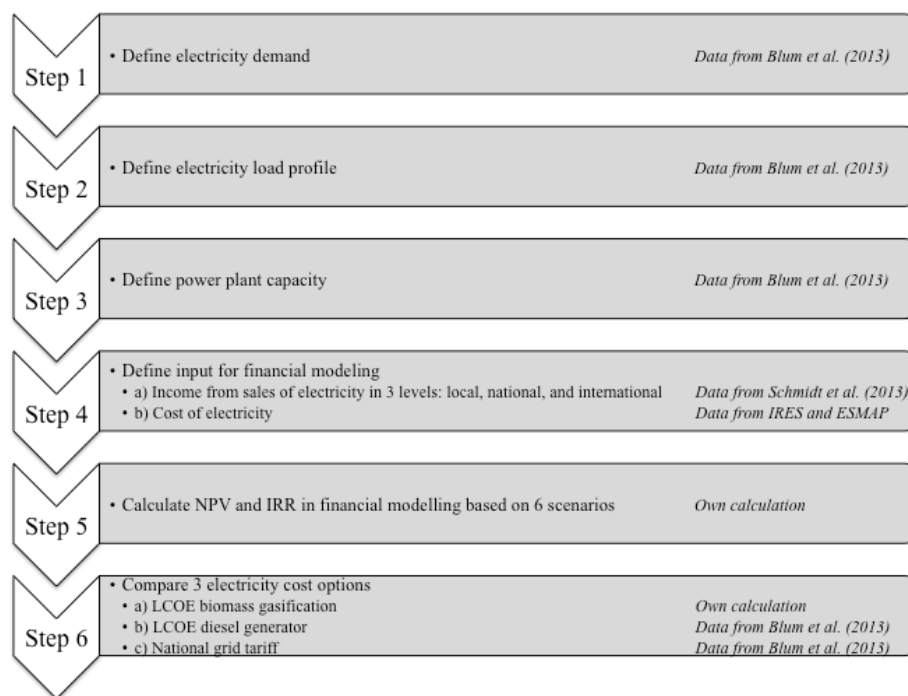 Step 1
• Define electricity demand Data from Blum et al. (2013)
Step 2
• Define electricity load profile Data from Blum et al. (2013)
Step 3
• Define power plant capacity Data from Blum et al. (2013)
Step 4
• Define input for financial modeling
• a) Income from sales of electricity in 3 levels: local, national, and international Data from Schmidt et al. (2013)
• b) Cost of electricity Data from IRES and ESMAP
Step 5
• Calculate NPV and IRR in financial modelling based on 6 scenarios Own calculation
Step 6
• Compare 3 electricity cost options
• a) LCOE biomass gasification Own calculation
• b) LCOE diesel generator Data from Blum et al. (2013)
• c) National grid tariff Data from Blum et al. (2013)